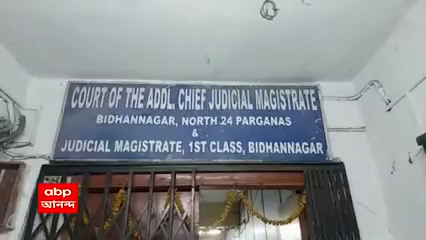 COURT OF THE ADDL. CHIEF JUDICIAL MAGISTRATE
BIDHANNAGAR, NORTH 24 PARGANAS
&
JUDICIAL MAGISTRATE, 1ST CLASS, BIDHANNAGAR
abp
আনন্দ